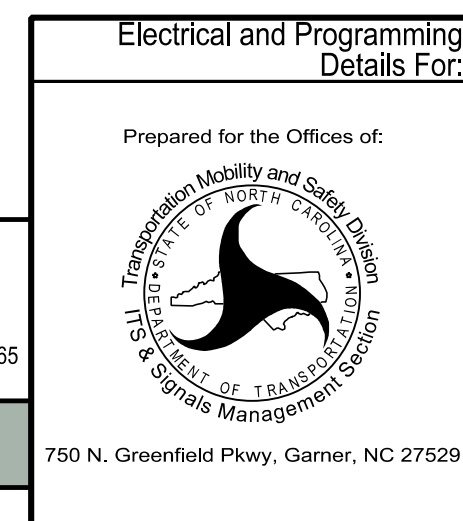 Electrical and Programming
Details For:
Prepared for the Offices of:
Transportation Mobility and Safety Division
STATE OF NORTH CAROLINA
DEPARTMENT OF TRANSPORTATION
ITS & Signals Management Section
65
750 N. Greenfield Pkwy, Garner, NC 27529